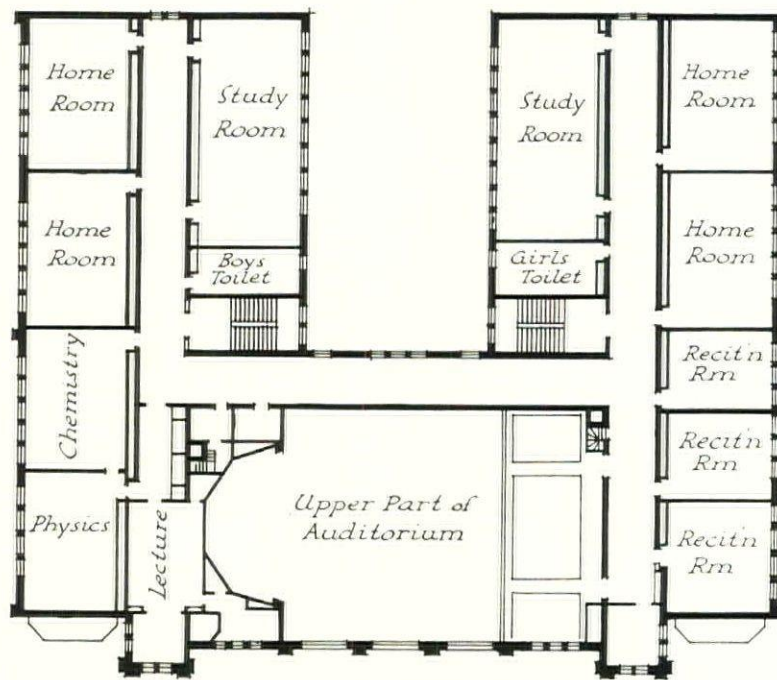 Home
Room
Study
Room
Study
Room
Home
Room
Home
Room
Boys
Toilet
Girls
Toilet
Home
Room
Chemistry
Recit'n
Rm
Recit'n
Rm
Physics
Lecture
Upper Part of
Auditorium
Recit'n
Rm